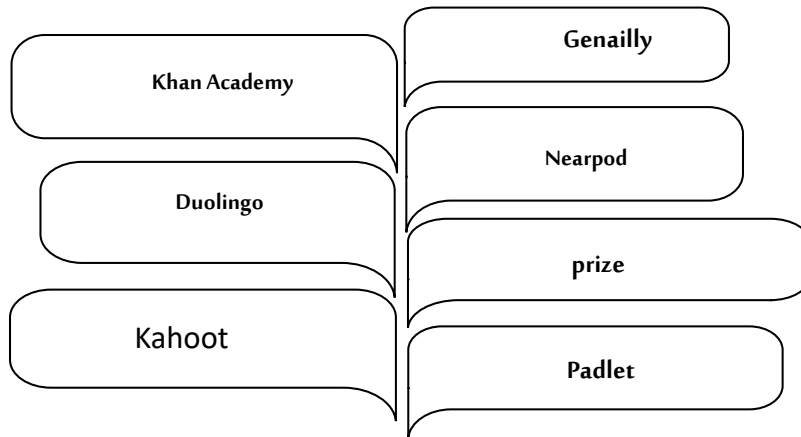 Genailly
Khan Academy
Nearpod
Duolingo
prize
Kahoot
Padlet